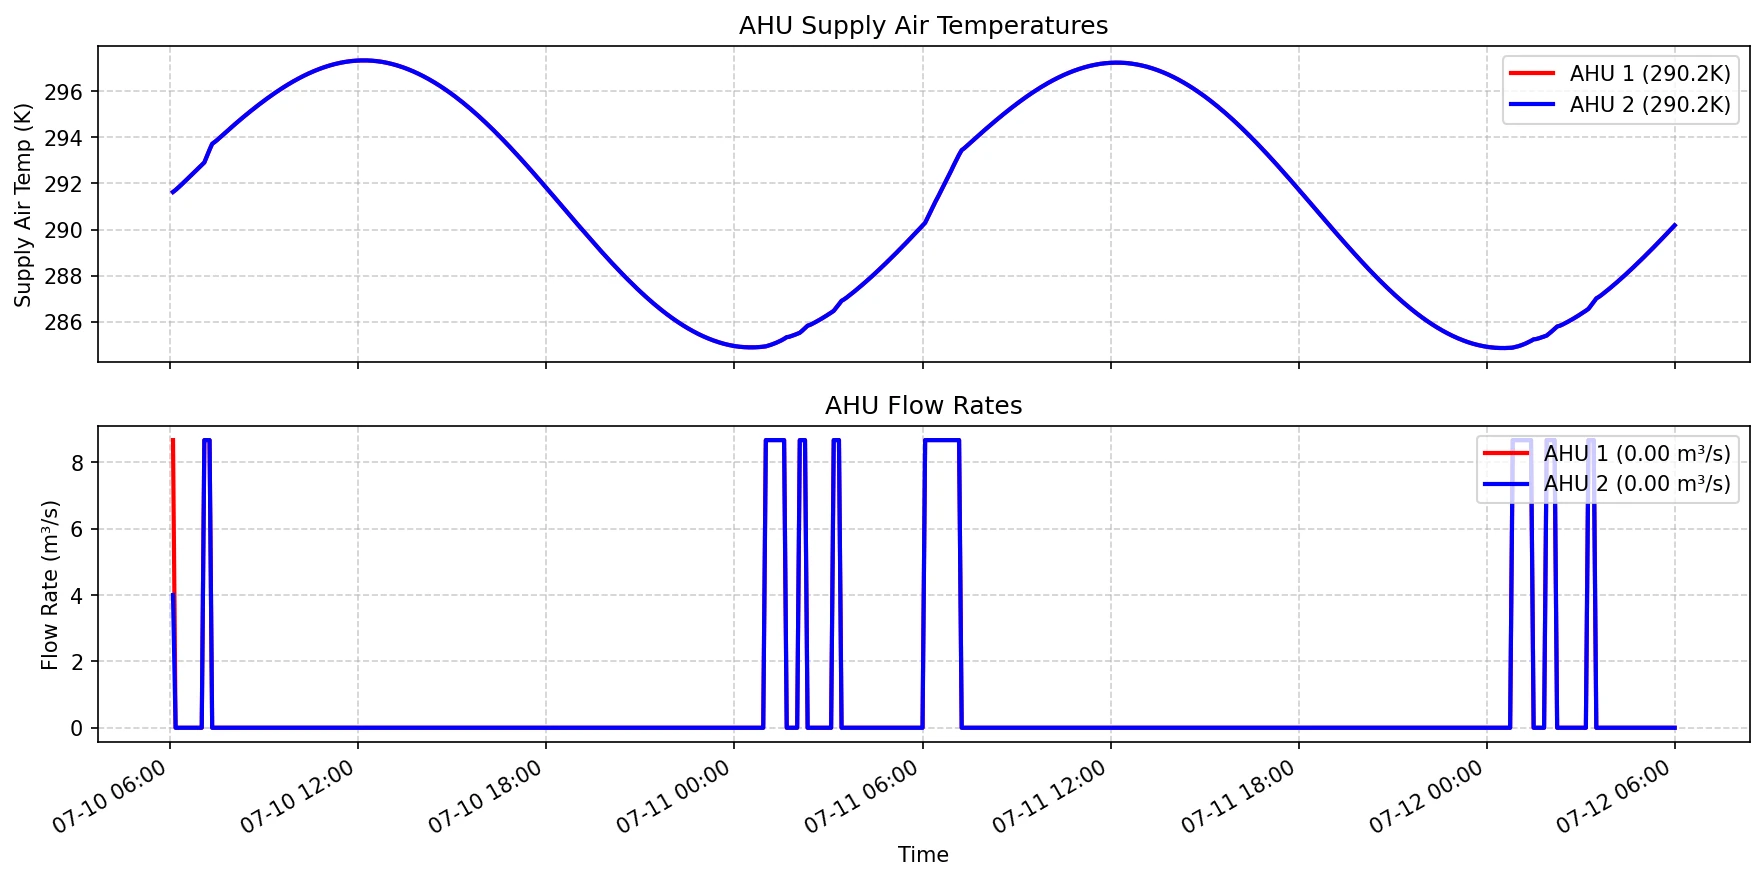 AHU Supply Air Temperatures
Supply Air Temp (K)
296
294
292
290
288
286
AHU 1 (290.2K)
AHU 2 (290.2K)
AHU Flow Rates
Flow Rate (m³/s)
8
6
4
2
0
AHU 1 (0.00 m³/s)
AHU 2 (0.00 m³/s)
07-10 06:00
07-10 12:00
07-10 18:00
07-11 00:00
07-11 06:00
07-11 12:00
07-11 18:00
07-12 00:00
07-12 06:00
Time